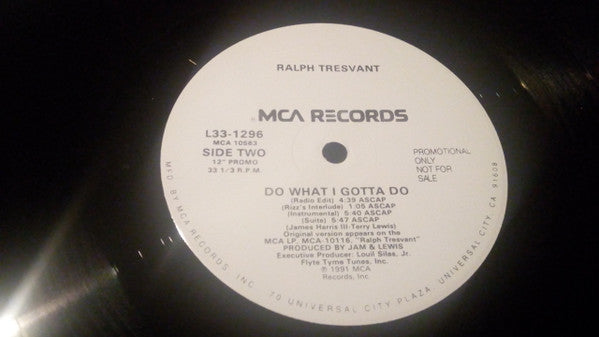 RALPH TRESVANT
MCA RECORDS
L33-1296
MCA 10563
SIDE TWO
12" PROMO
33 1/3 R.P.M.
PROMOTIONAL
ONLY
NOT FOR
SALE
DO WHAT I GOTTA DO
(Radio Edit) 4:39 ASCAP
(Rizz's Interlude) 1:05 ASCAP
(Instrumental) 5:40 ASCAP
(Suite) 5:47 ASCAP
(James Harris III-Terry Lewis)
Original version appears on the
MCA LP, MCA-10116, "Ralph Tresvant"
PRODUCED BY JAM & LEWIS
Executive Producer: Louil Silas, Jr.
Flyte Tyme Tunes, Inc.
℗ 1991 MCA
Records, Inc.
MFD. BY MCA RECORDS, INC. 70 UNIVERSAL CITY PLAZA, UNIVERSAL CITY, CA 91608